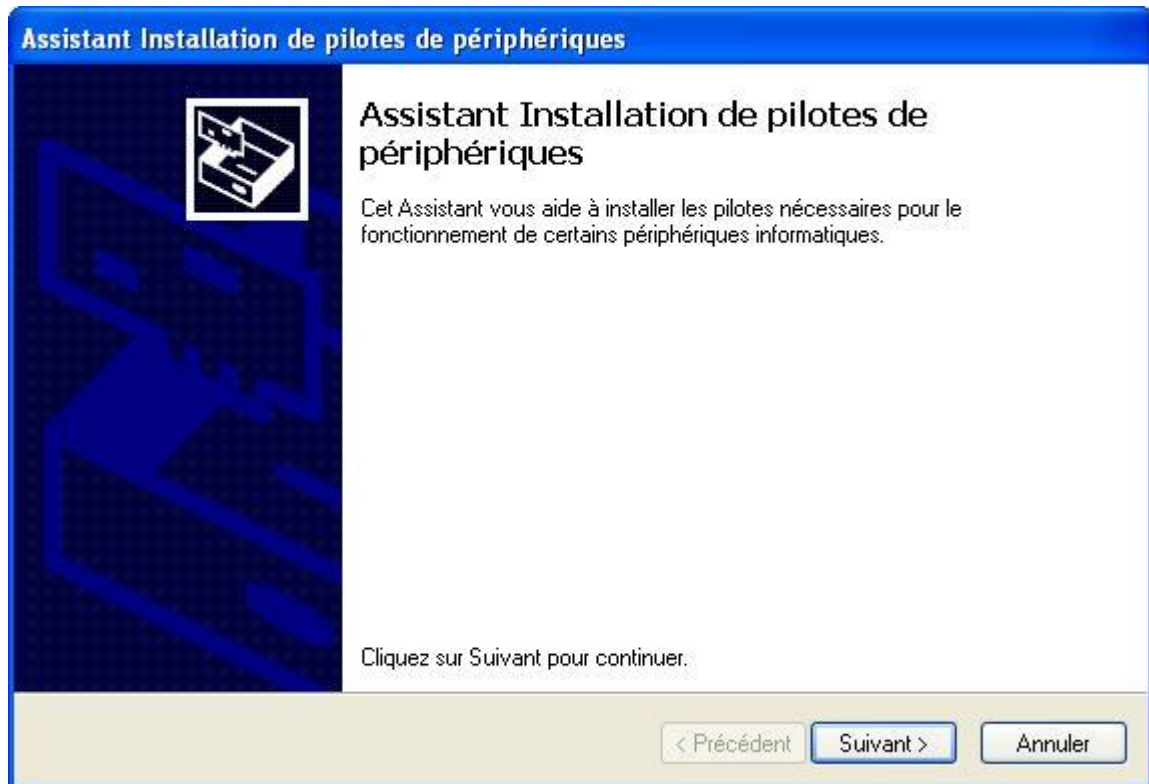 Assistant Installation de pilotes de périphériques
Assistant Installation de pilotes de
périphériques
Cet Assistant vous aide à installer les pilotes nécessaires pour le
fonctionnement de certains périphériques informatiques.
Cliquez sur Suivant pour continuer.
< Précédent
Suivant >
Annuler